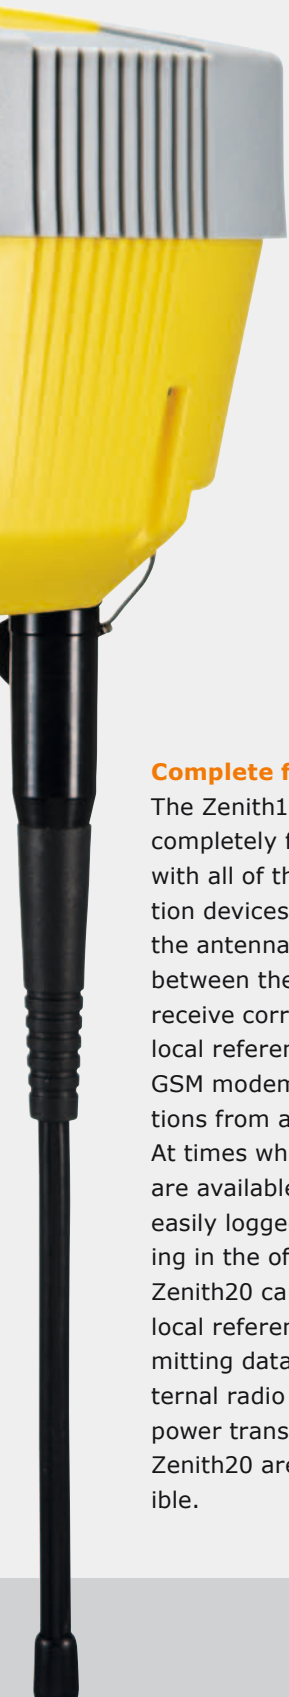 Complete f
The Zenith1
completely f
with all of th
tion devices
the antenna
between the
receive corr
local referen
GSM modem
tions from a
At times wh
are available
easily logge
ing in the of
Zenith20 ca
local referen
mitting data
ternal radio
power trans
Zenith20 are
ible.